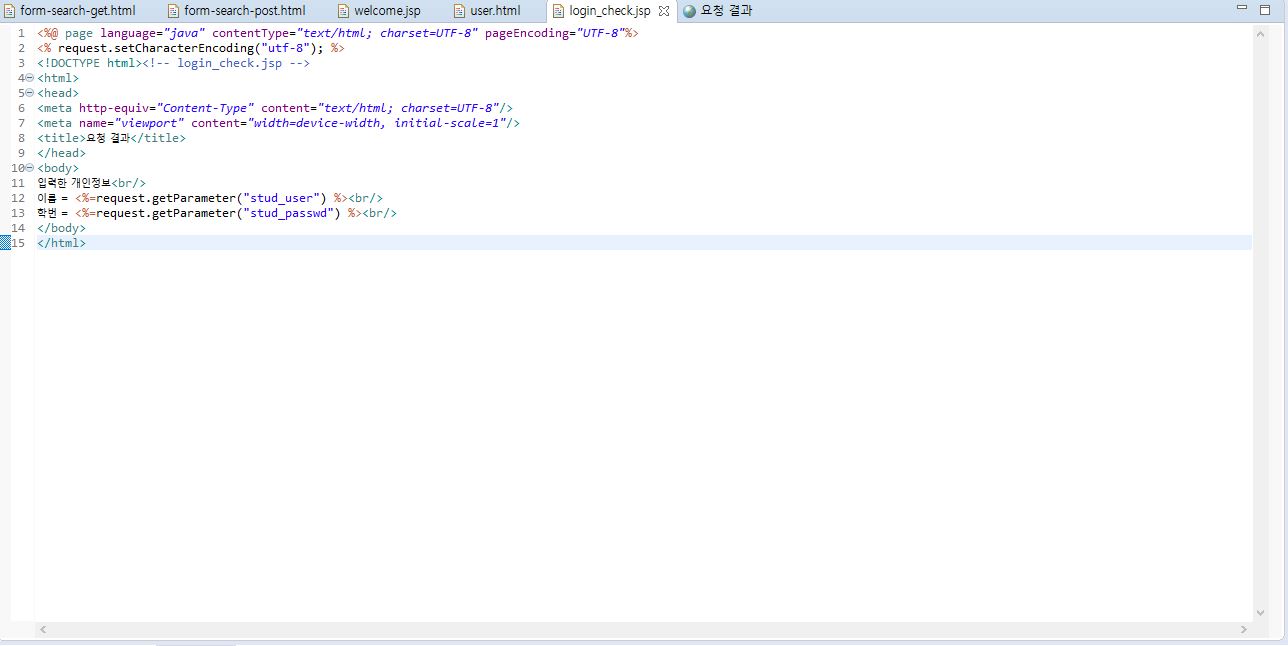 form-search-get.html form-search-post.html welcome.jsp user.html login_check.jsp 요청 결과
1 <%@ page language="java" contentType="text/html; charset=UTF-8" pageEncoding="UTF-8"%>
2 <% request.setCharacterEncoding("utf-8"); %>
3 <!DOCTYPE html><!-- login_check.jsp -->
4 <html>
5 <head>
6 <meta http-equiv="Content-Type" content="text/html; charset=UTF-8"/>
7 <meta name="viewport" content="width=device-width, initial-scale=1"/>
8 <title>요청 결과</title>
9 </head>
10 <body>
11 입력한 개인정보<br/>
12 이름 = <%=request.getParameter("stud_user") %><br/>
13 학번 = <%=request.getParameter("stud_passwd") %><br/>
14 </body>
15 </html>